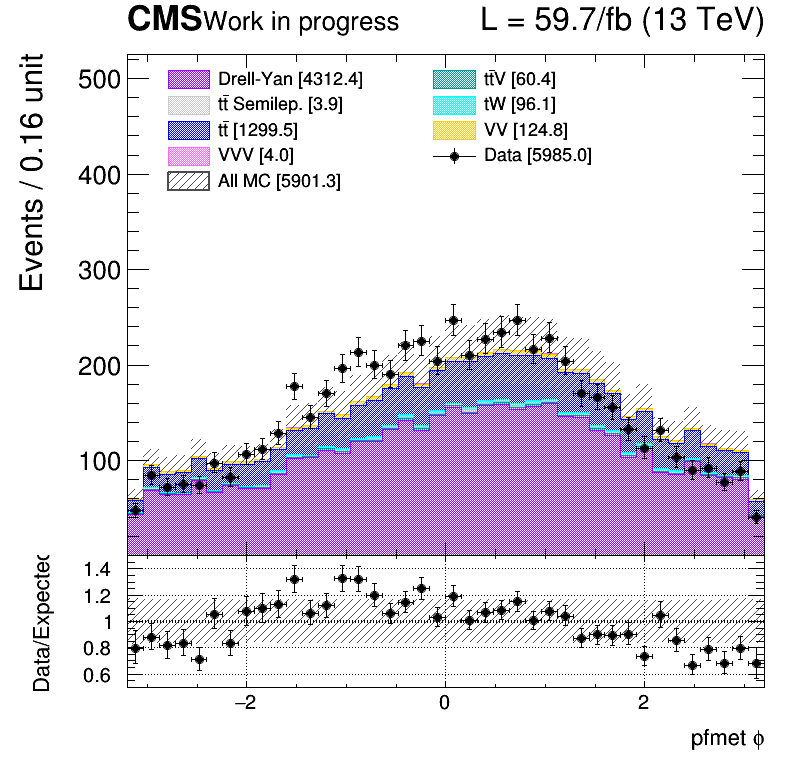 CMS Work in progress L = 59.7/fb (13 TeV)
Events / 0.16 unit
500
400
300
200
100
Drell-Yan [4312.4]
tt̄ Semilep. [3.9]
tt̄ [1299.5]
VVV [4.0]
All MC [5901.3]
tt̄V [60.4]
tW [96.1]
VV [124.8]
Data [5985.0]
Data/Expected
1.4
1.2
1
0.8
0.6
−2 0 2
pfmet ϕ